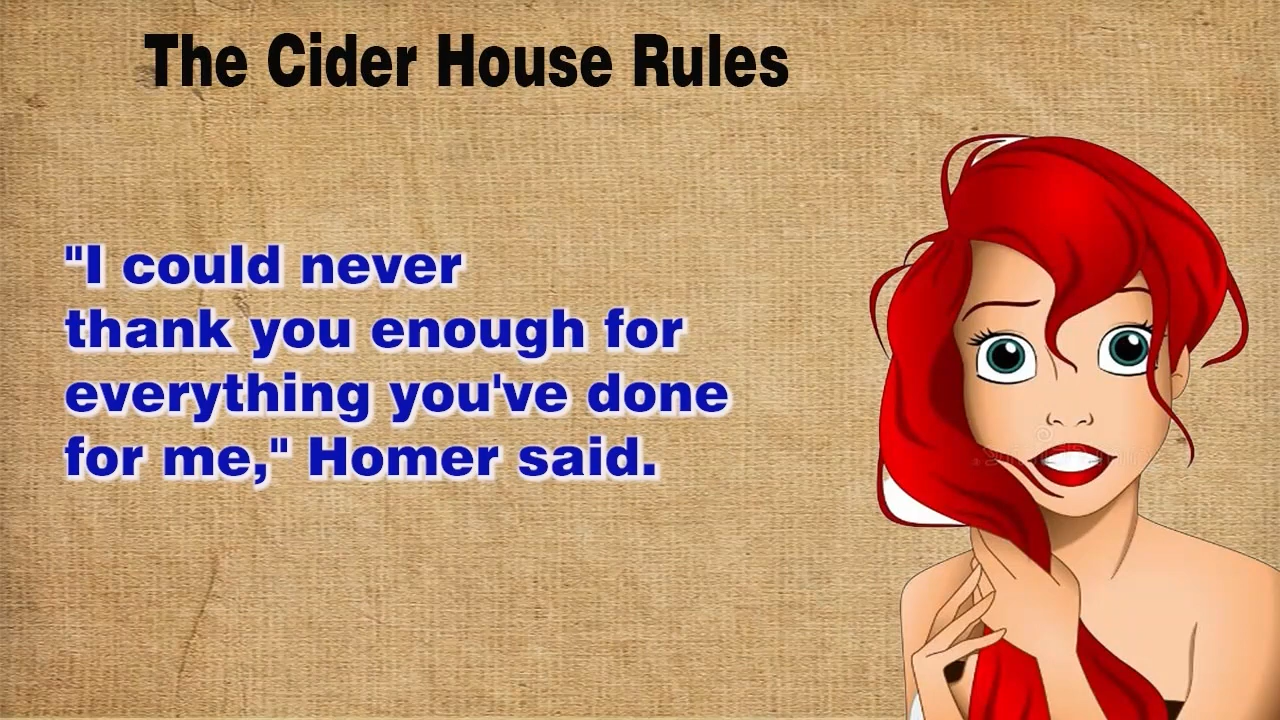 The Cider House Rules
"I could never
thank you enough for
everything you've done
for me," Homer said.